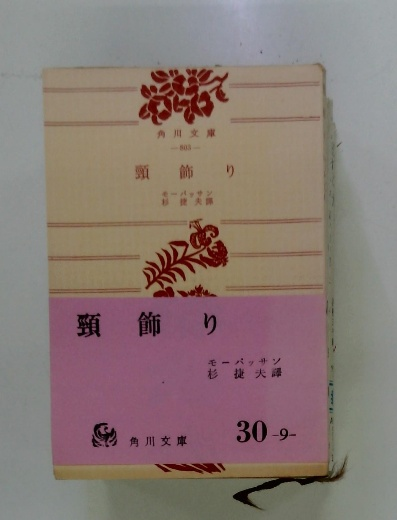 角川文庫
頸飾り
モーパッサン
杉捷夫譯
頸飾り
モーパッサン
杉捷夫譯
角川文庫
30-9-